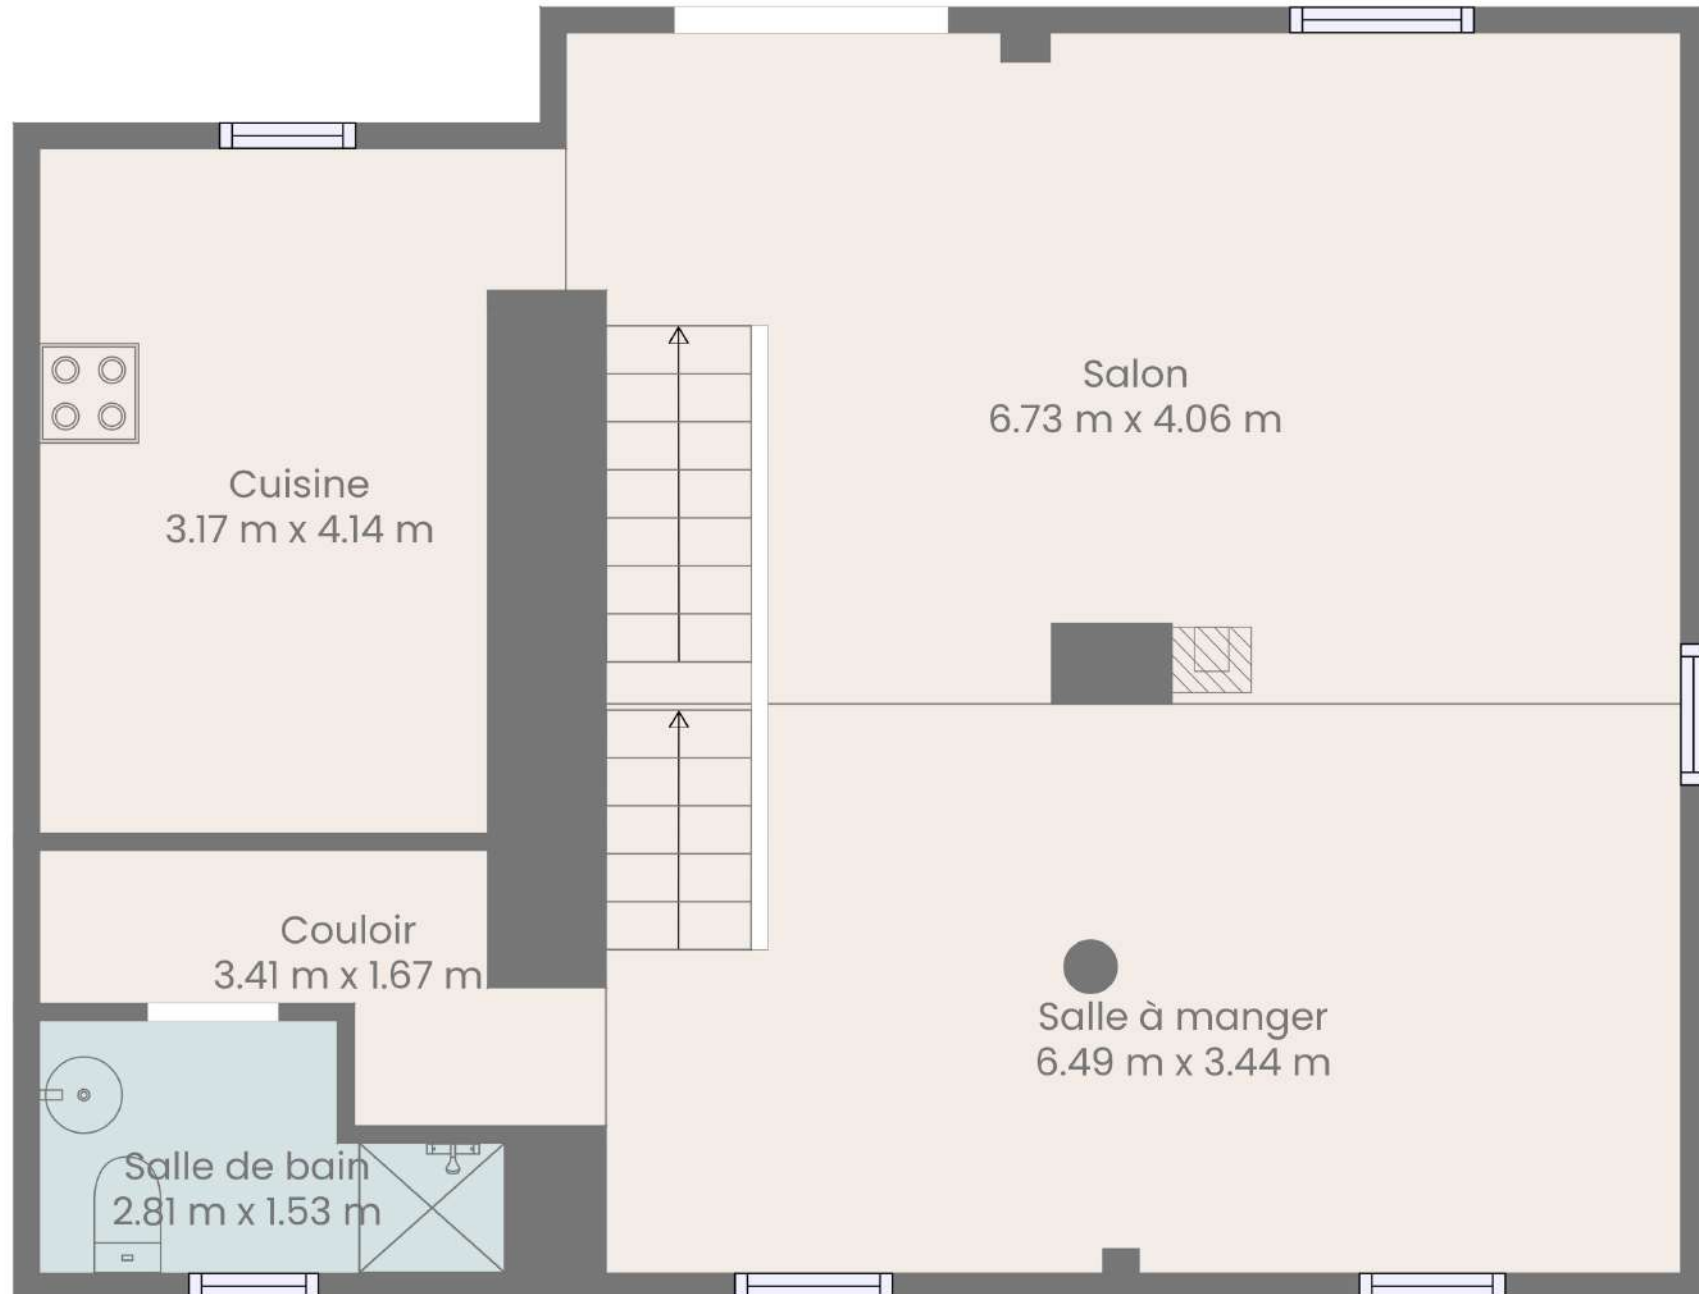 Salon
6.73 m x 4.06 m
Cuisine
3.17 m x 4.14 m
Couloir
3.41 m x 1.67 m
Salle à manger
6.49 m x 3.44 m
Salle de bain
2.81 m x 1.53 m